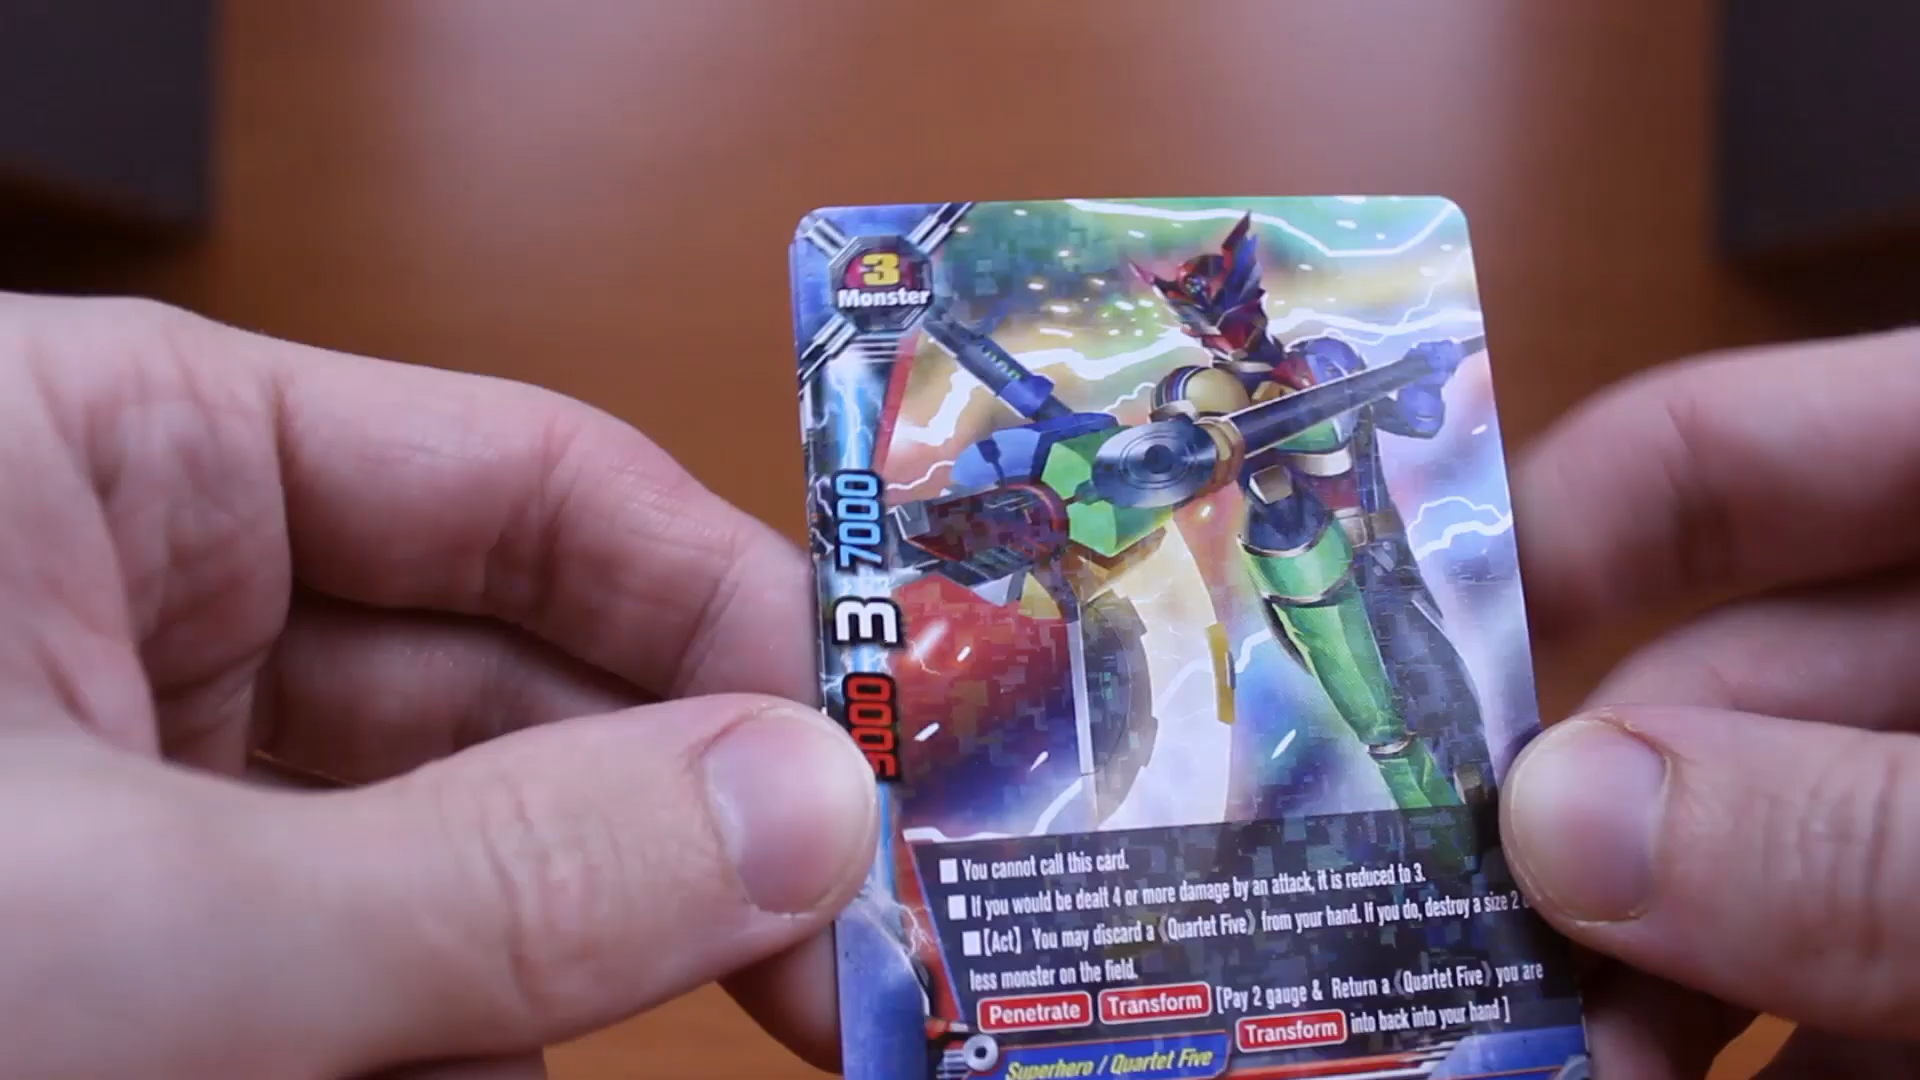 3
Monster
7000
3
9000
■ You cannot call this card.
■ If you would be dealt 4 or more damage by an attack, it is reduced to 3.
■ [Act] You may discard a 《Quartet Five》 from your hand. If you do, destroy a size 2
less monster on the field.
Penetrate Transform [Pay 2 gauge & Return a 《Quartet Five》 you are
Transform into back into your hand]
Superhero / Quartet Five